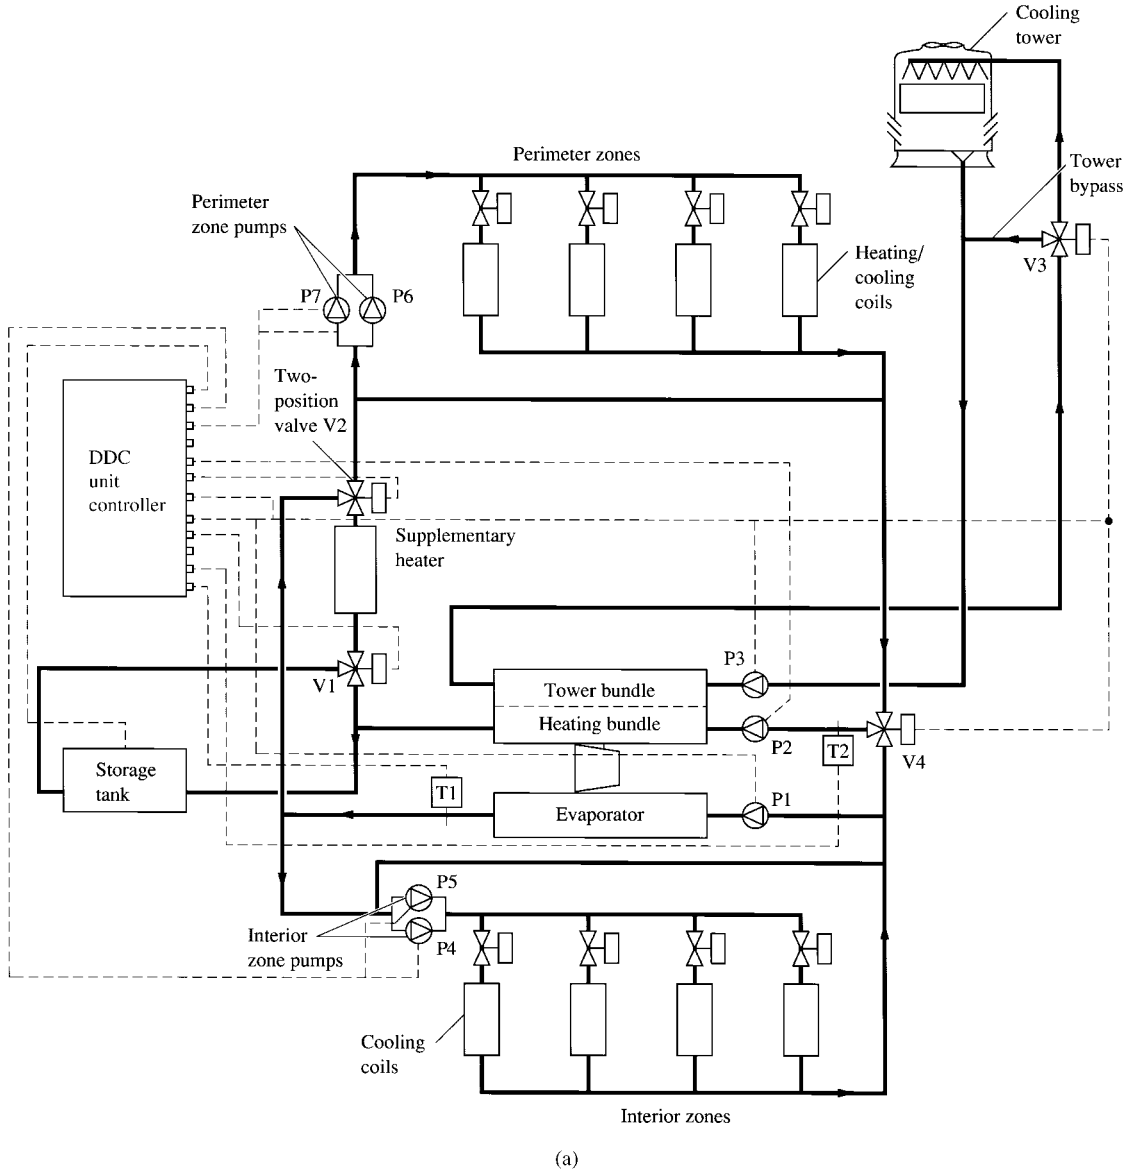 Cooling
tower
Perimeter zones
Tower
bypass
Perimeter
zone pumps
V3
Heating/
cooling
coils
P7
P6
Two-
position
valve V2
DDC
unit
controller
Supplementary
heater
P3
V1
Tower bundle
Heating bundle
P2
T2
V4
Storage
tank
T1
P1
Evaporator
P5
Interior
zone pumps
P4
Cooling
coils
Interior zones
(a)